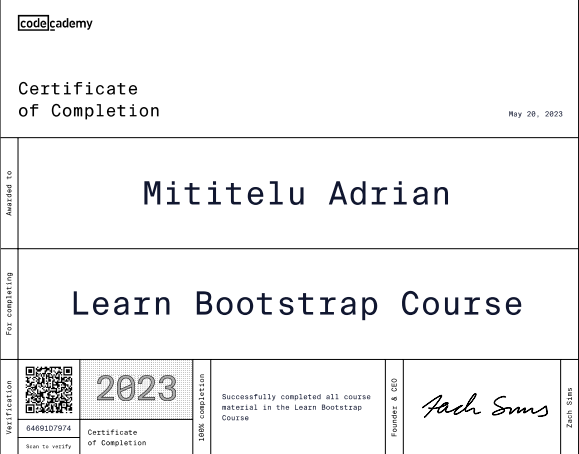 codecademy
Certificate
of Completion
May 20, 2023
Awarded to
Mititelu Adrian
For completing
Learn Bootstrap Course
Verification
64691D7974
Scan to verify
2023
Certificate
of Completion
100% completion
Successfully completed all course
material in the Learn Bootstrap
Course
Founder & CEO
Zach Sims
Zach Sims